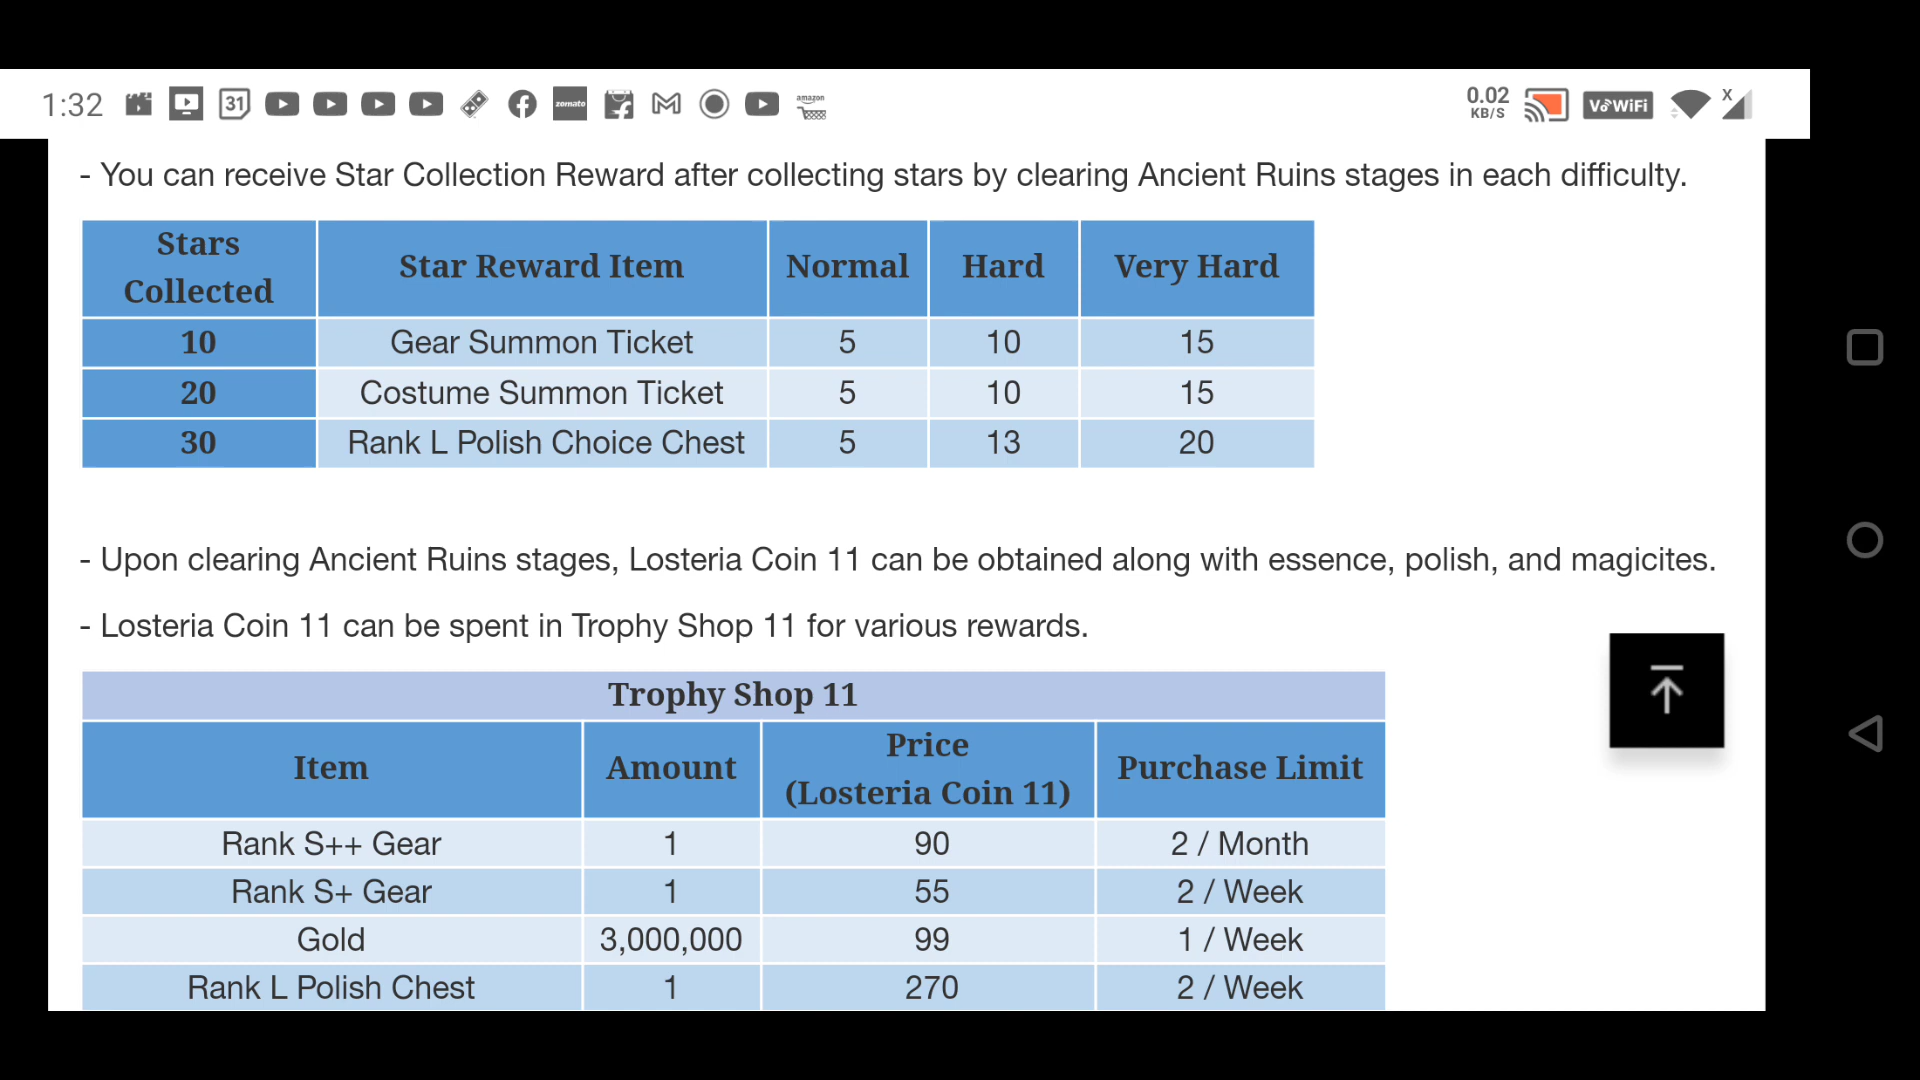 1:32 31 zomato amazon 0.02 KB/S VoWiFi X
- You can receive Star Collection Reward after collecting stars by clearing Ancient Ruins stages in each difficulty.
Stars Collected Star Reward Item Normal Hard Very Hard
10 Gear Summon Ticket 5 10 15
20 Costume Summon Ticket 5 10 15
30 Rank L Polish Choice Chest 5 13 20
- Upon clearing Ancient Ruins stages, Losteria Coin 11 can be obtained along with essence, polish, and magicites.
- Losteria Coin 11 can be spent in Trophy Shop 11 for various rewards.
Trophy Shop 11
Item Amount Price (Losteria Coin 11) Purchase Limit
Rank S++ Gear 1 90 2 / Month
Rank S+ Gear 1 55 2 / Week
Gold 3,000,000 99 1 / Week
Rank L Polish Chest 1 270 2 / Week